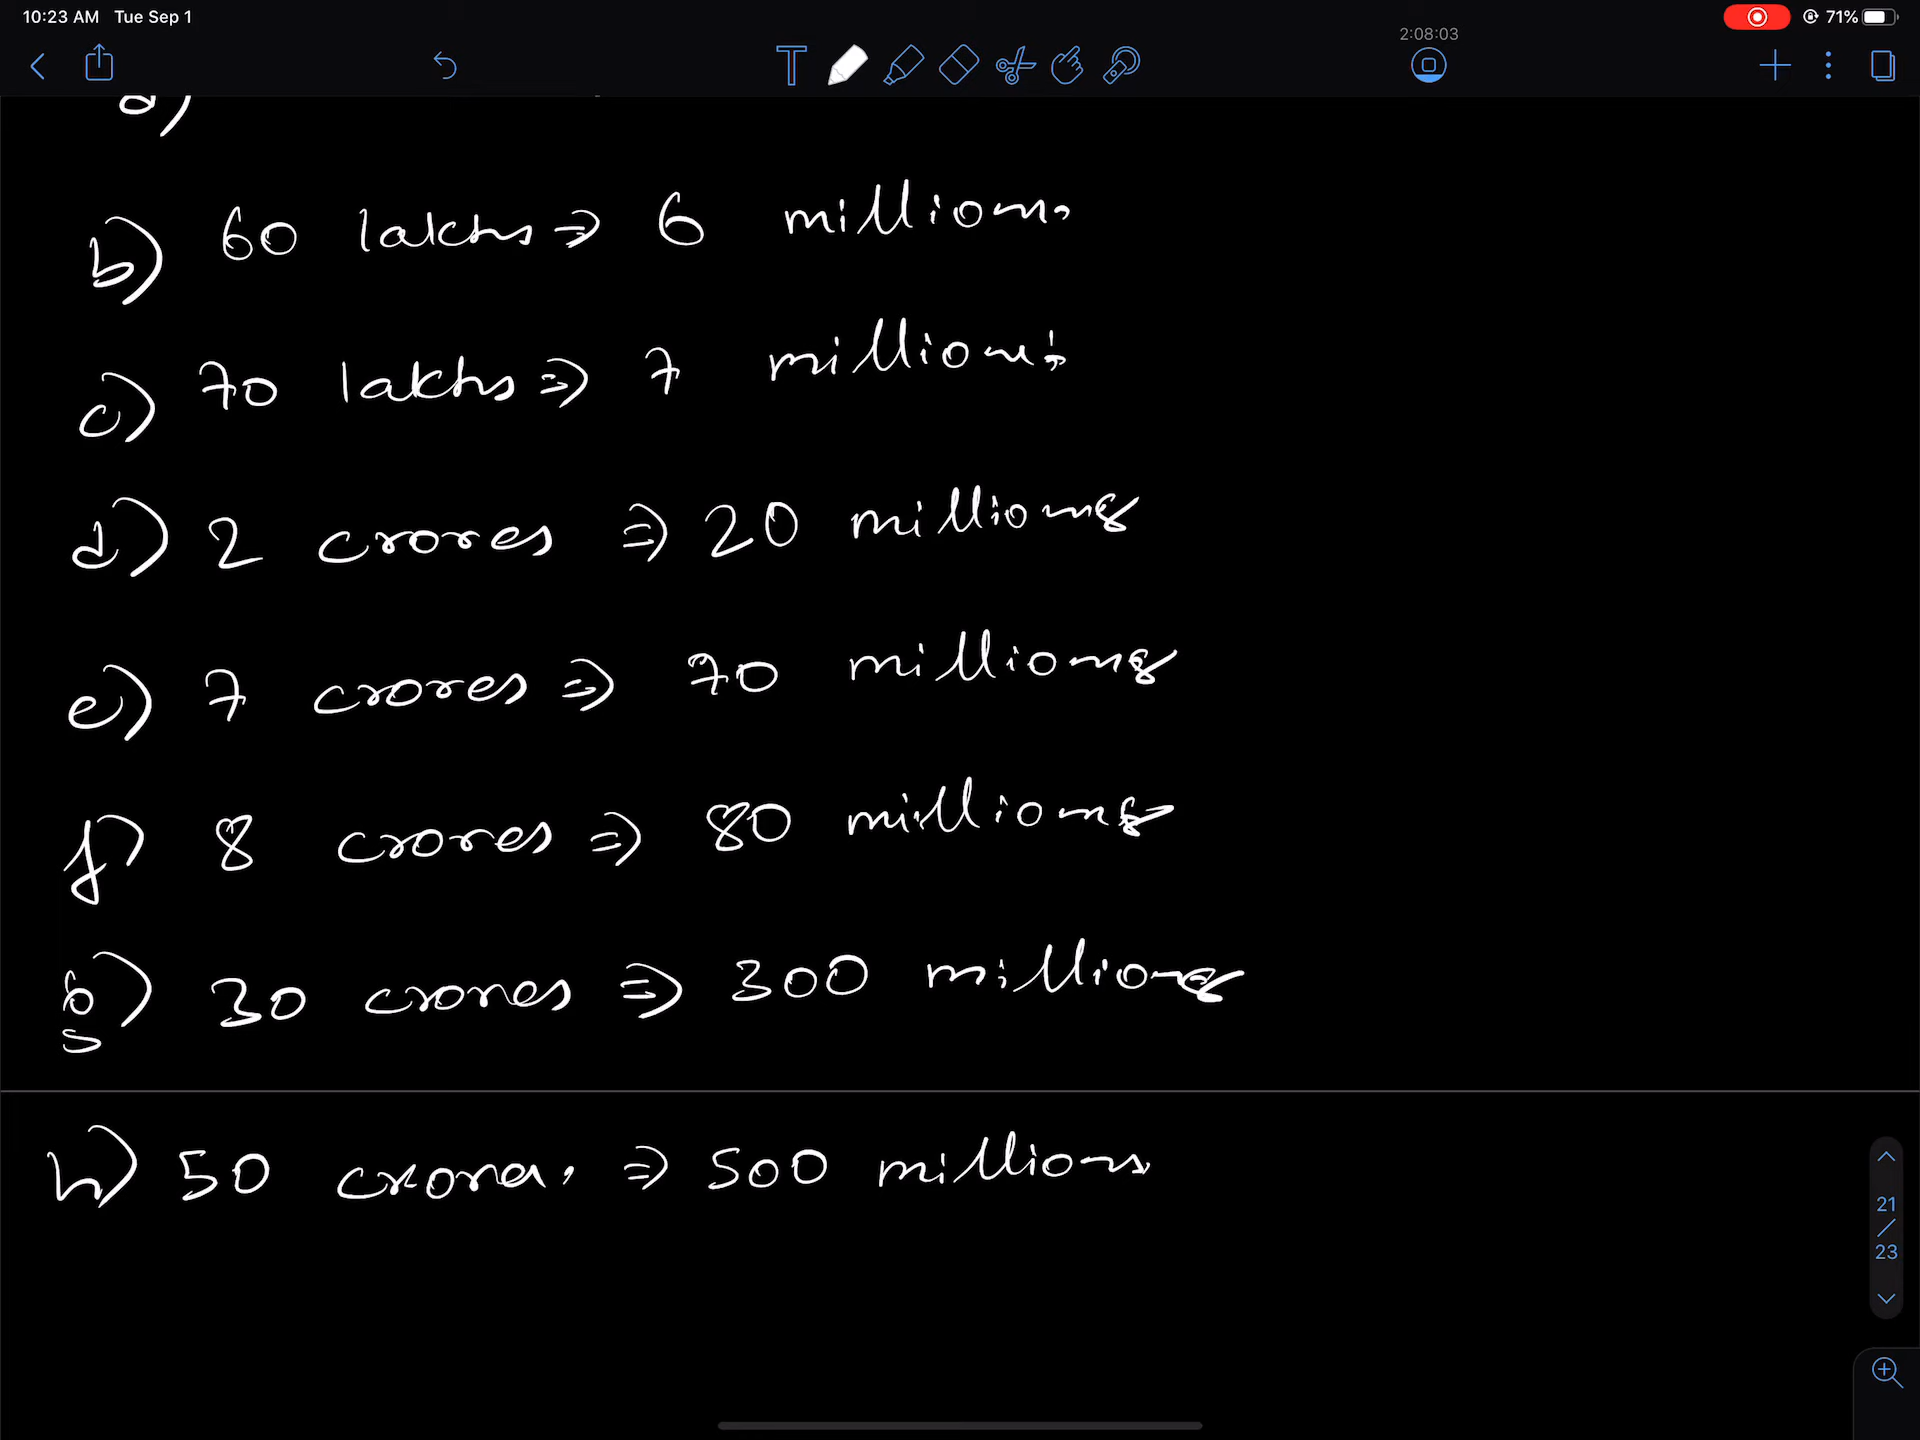 10:23 AM Tue Sep 1
71%
2:08:03
T
b) 60 lakhs ⇒ 6 millions
c) 70 lakhs ⇒ 7 millions
d) 2 crores ⇒ 20 millions
e) 7 crores ⇒ 70 millions
f) 8 crores ⇒ 80 millions
g) 30 crores ⇒ 300 millions
h) 50 crores ⇒ 500 millions
21
/
23